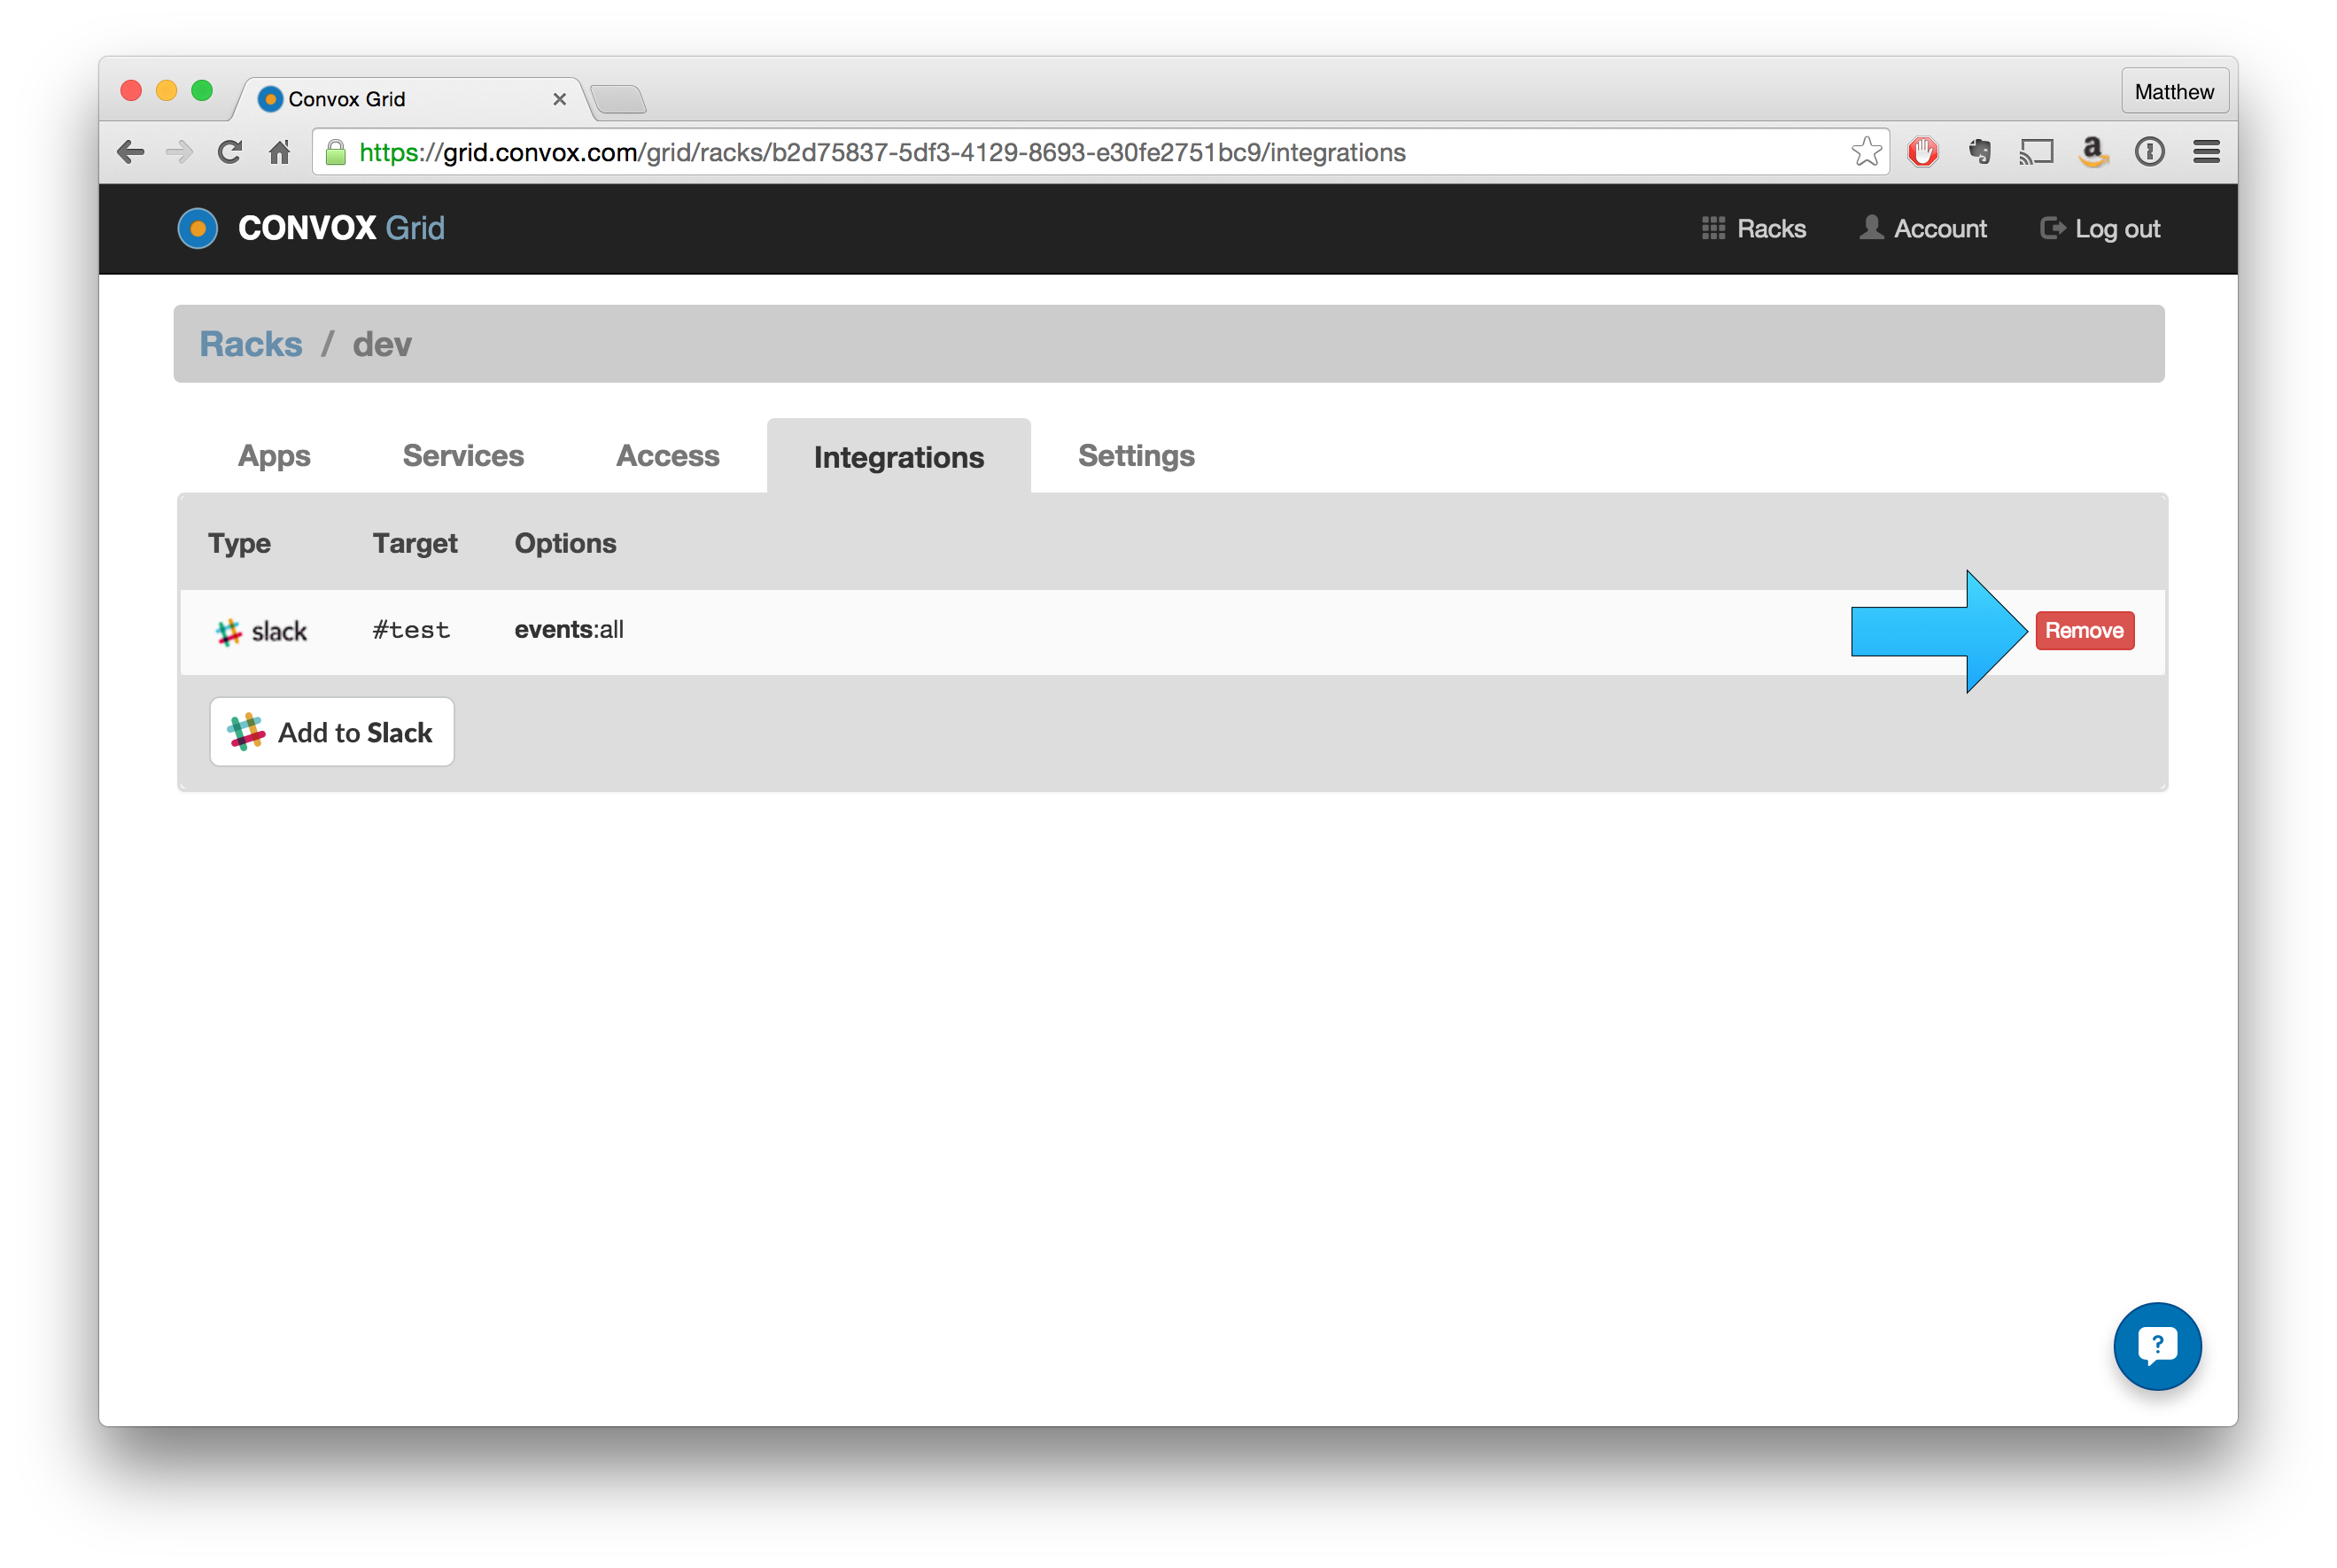 Convox Grid
Matthew
https://grid.convox.com/grid/racks/b2d75837-5df3-4129-8693-e30fe2751bc9/integrations
CONVOX Grid
Racks
Account
Log out
Racks / dev
Apps
Services
Access
Integrations
Settings
Type
Target
Options
slack
#test
events:all
Remove
Add to Slack